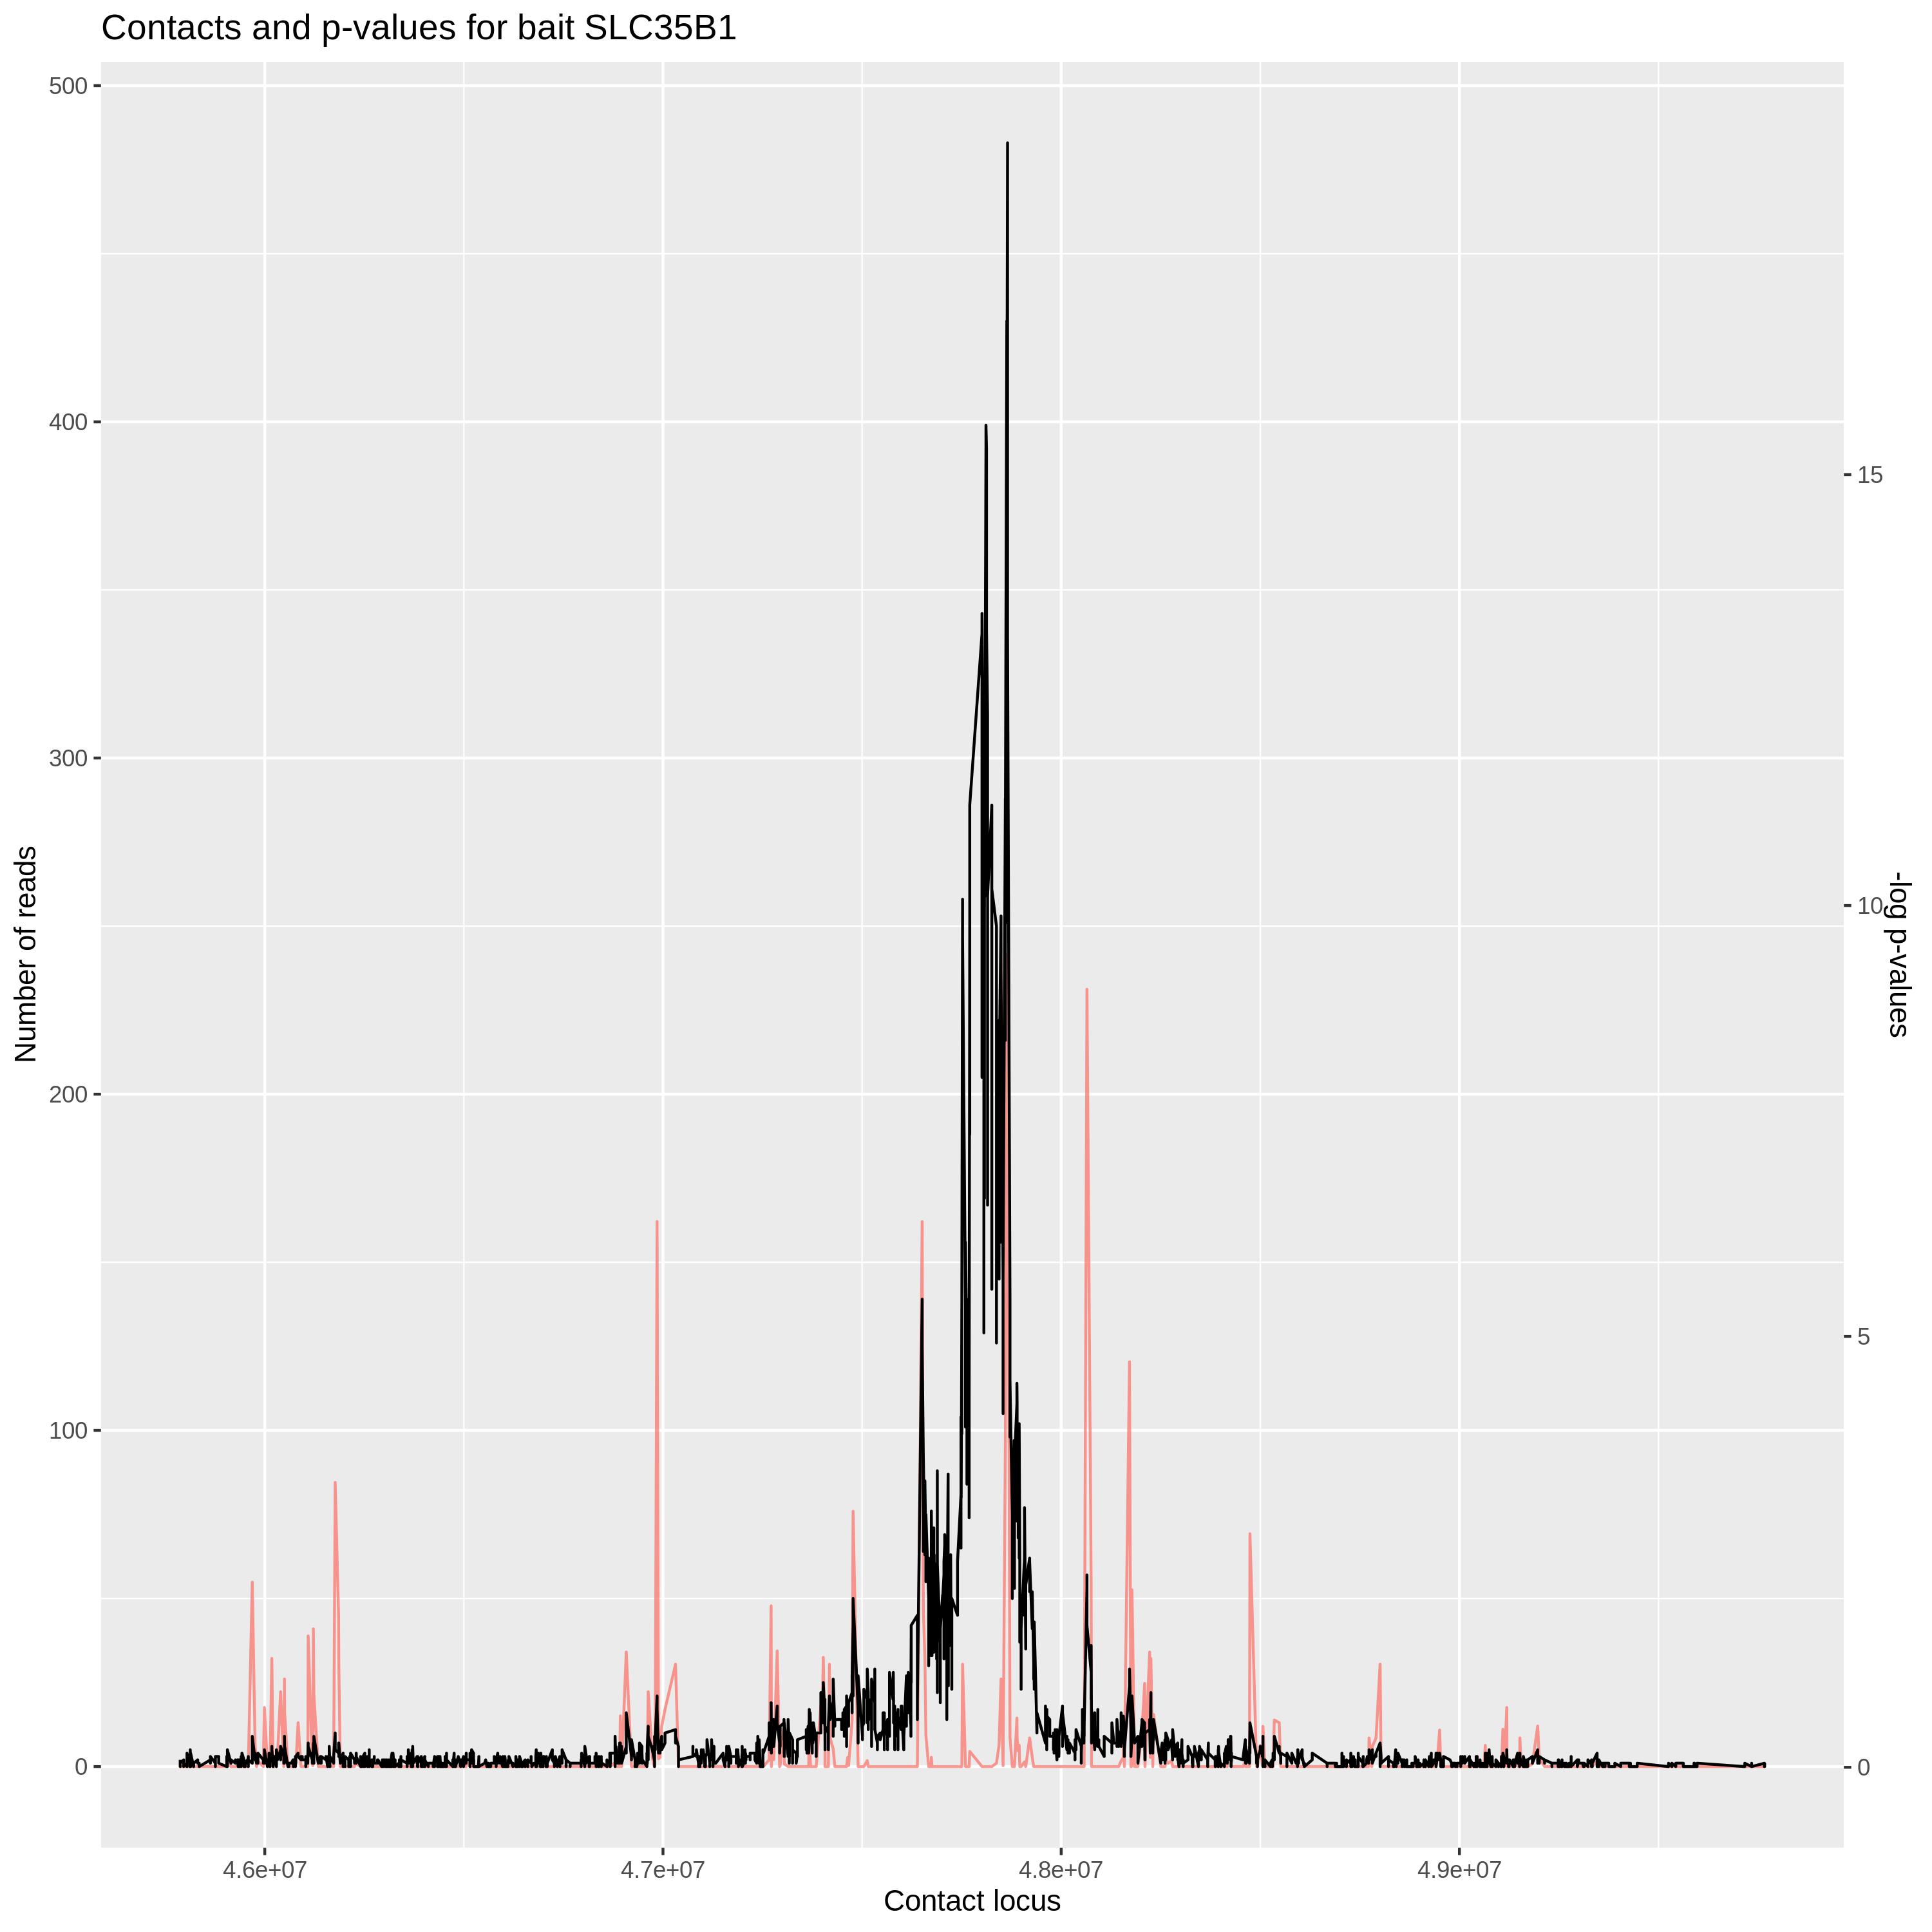 Contacts and p-values for bait SLC35B1
500
400
300
200
100
0
Number of reads
15
10
5
0
-log p-values
4.6e+07 4.7e+07 4.8e+07 4.9e+07
Contact locus